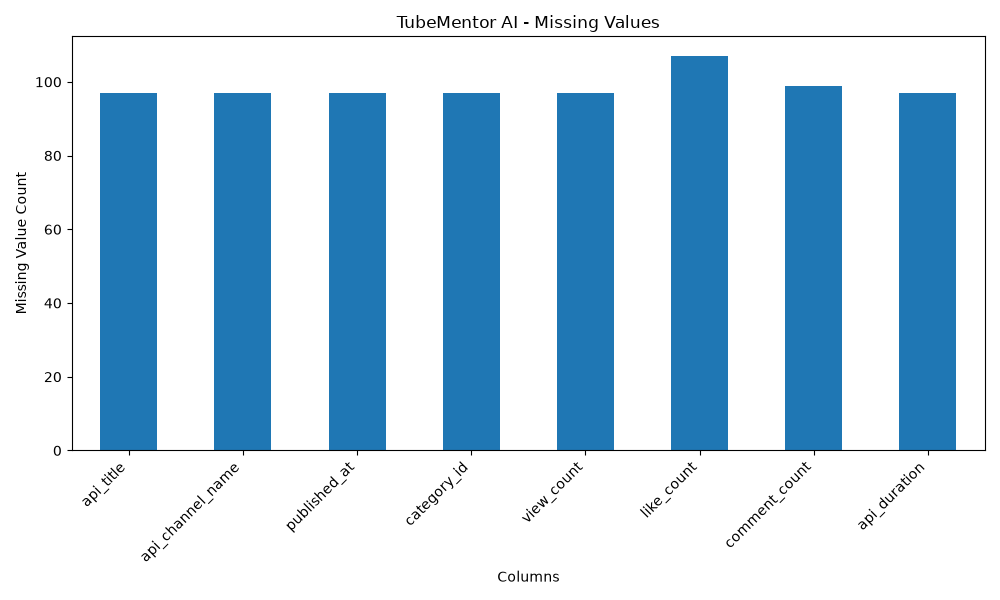 TubeMentor AI - Missing Values
Missing Value Count
100
80
60
40
20
0
api_title
api_channel_name
published_at
category_id
view_count
like_count
comment_count
api_duration
Columns